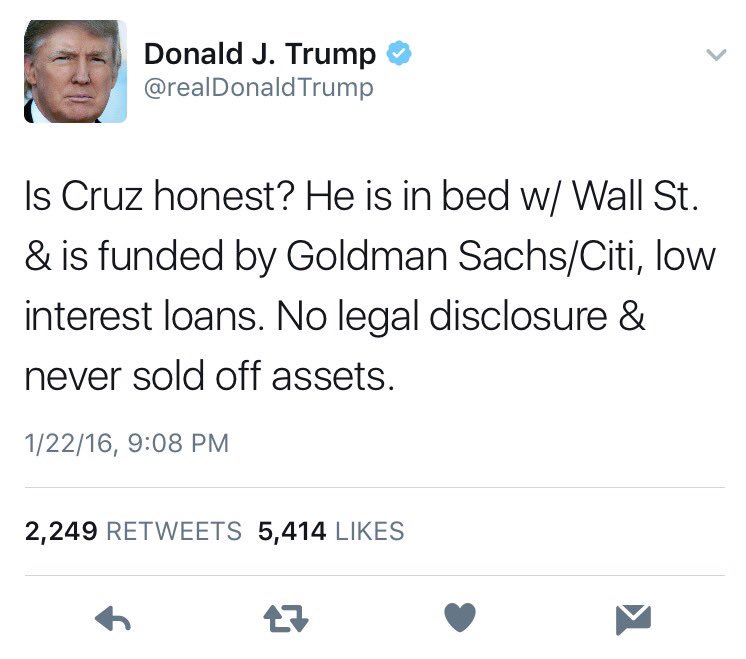 Donald J. Trump
@realDonaldTrump
Is Cruz honest? He is in bed w/ Wall St.
& is funded by Goldman Sachs/Citi, low
interest loans. No legal disclosure &
never sold off assets.
1/22/16, 9:08 PM
2,249 RETWEETS 5,414 LIKES